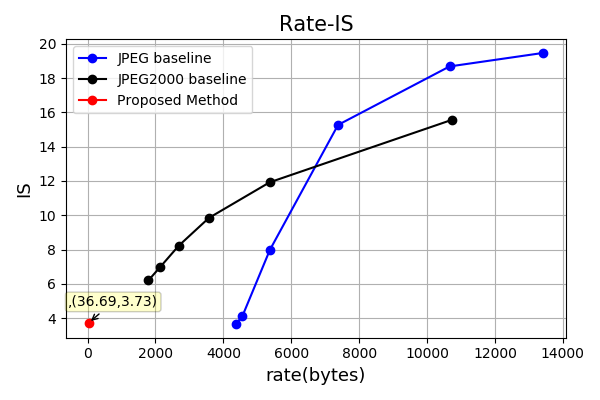 Rate-IS
JPEG baseline
JPEG2000 baseline
Proposed Method
20
18
16
14
12
10
8
6
4
IS
,(36.69,3.73)
0 2000 4000 6000 8000 10000 12000 14000
rate(bytes)